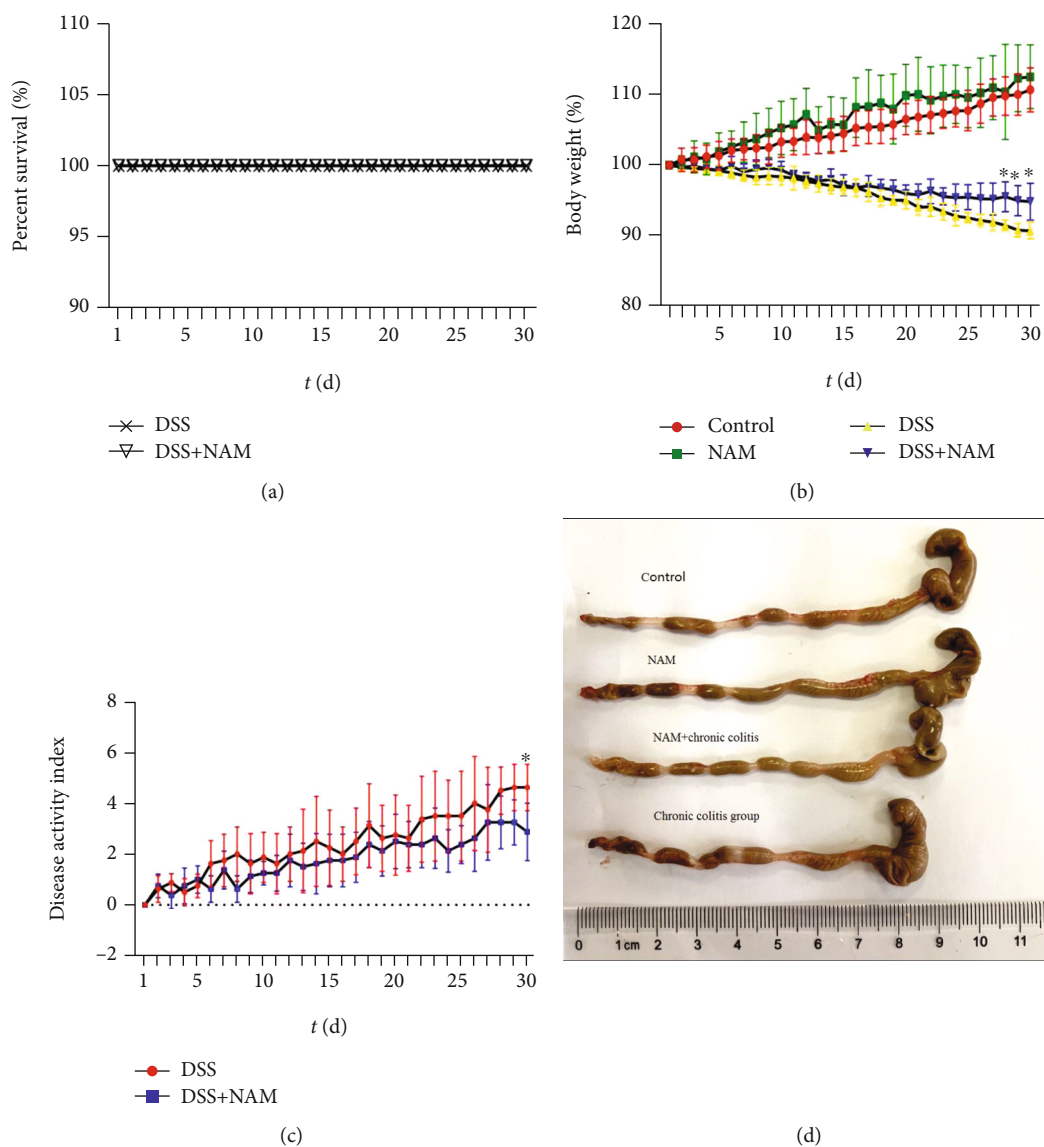 110
105
100
95
90
Percent survival (%)
1 5 10 15 20 25 30
t (d)
DSS
DSS+NAM
(a)
120
110
100
90
80
Body weight (%)
** *
5 10 15 20 25 30
t (d)
Control DSS
NAM DSS+NAM
(b)
8
6
4
2
0
−2
Disease activity index
*
1 5 10 15 20 25 30
t (d)
DSS
DSS+NAM
(c)
Control
NAM
NAM+chronic colitis
Chronic colitis group
0 1 cm 2 3 4 5 6 7 8 9 10 11
(d)